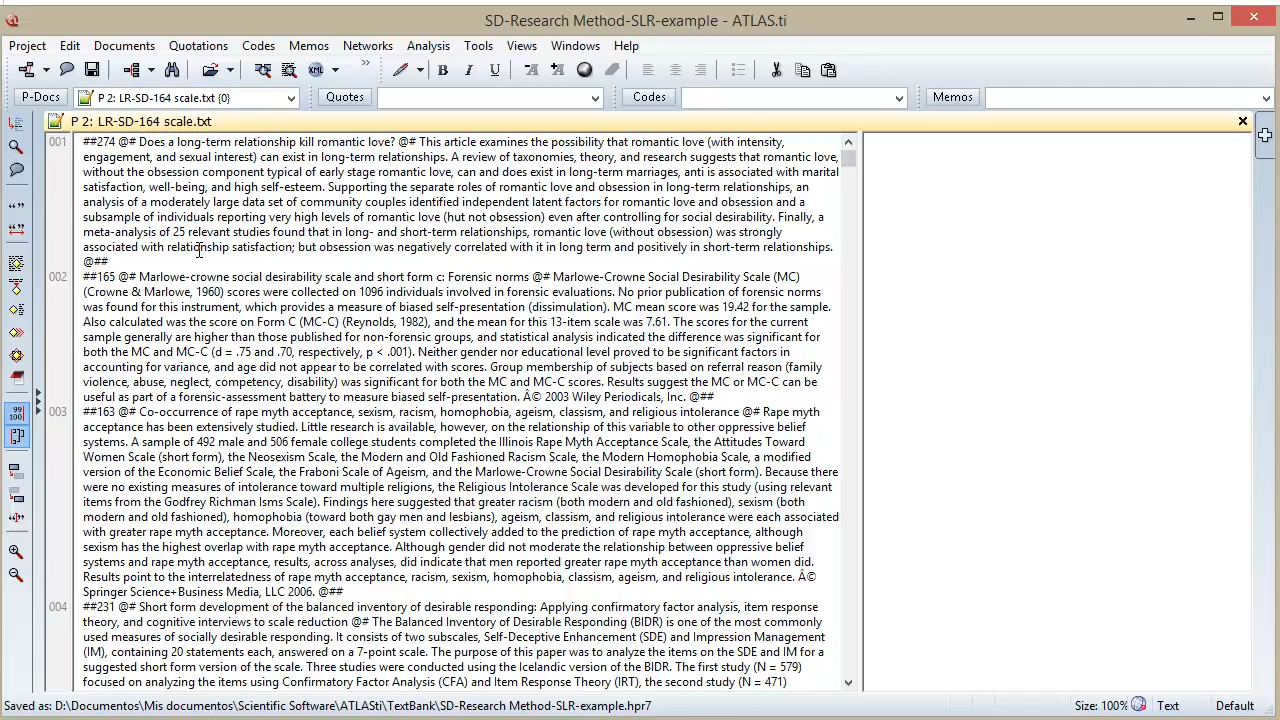 SD-Research Method-SLR-example - ATLAS.ti
Project Edit Documents Quotations Codes Memos Networks Analysis Tools Views Windows Help
P-Docs P 2: LR-SD-164 scale.txt {0} Quotes Codes Memos
P 2: LR-SD-164 scale.txt
001 ##274 @# Does a long-term relationship kill romantic love? @# This article examines the possibility that romantic love (with intensity,
engagement, and sexual interest) can exist in long-term relationships. A review of taxonomies, theory, and research suggests that romantic love,
without the obsession component typical of early stage romantic love, can and does exist in long-term marriages, anti is associated with marital
satisfaction, well-being, and high self-esteem. Supporting the separate roles of romantic love and obsession in long-term relationships, an
analysis of a moderately large data set of community couples identified independent latent factors for romantic love and obsession and a
subsample of individuals reporting very high levels of romantic love (hut not obsession) even after controlling for social desirability. Finally, a
meta-analysis of 25 relevant studies found that in long- and short-term relationships, romantic love (without obsession) was strongly
associated with relationship satisfaction; but obsession was negatively correlated with it in long term and positively in short-term relationships.
@##
002 ##165 @# Marlowe-crowne social desirability scale and short form c: Forensic norms @# Marlowe-Crowne Social Desirability Scale (MC)
(Crowne & Marlowe, 1960) scores were collected on 1096 individuals involved in forensic evaluations. No prior publication of forensic norms
was found for this instrument, which provides a measure of biased self-presentation (dissimulation). MC mean score was 19.42 for the sample.
Also calculated was the score on Form C (MC-C) (Reynolds, 1982), and the mean for this 13-item scale was 7.61. The scores for the current
sample generally are higher than those published for non-forensic groups, and statistical analysis indicated the difference was significant for
both the MC and MC-C (d = .75 and .70, respectively, p < .001). Neither gender nor educational level proved to be significant factors in
accounting for variance, and age did not appear to be correlated with scores. Group membership of subjects based on referral reason (family
violence, abuse, neglect, competency, disability) was significant for both the MC and MC-C scores. Results suggest the MC or MC-C can be
useful as part of a forensic-assessment battery to measure biased self-presentation. Â© 2003 Wiley Periodicals, Inc. @##
003 ##163 @# Co-occurrence of rape myth acceptance, sexism, racism, homophobia, ageism, classism, and religious intolerance @# Rape myth
acceptance has been extensively studied. Little research is available, however, on the relationship of this variable to other oppressive belief
systems. A sample of 492 male and 506 female college students completed the Illinois Rape Myth Acceptance Scale, the Attitudes Toward
Women Scale (short form), the Neosexism Scale, the Modern and Old Fashioned Racism Scale, the Modern Homophobia Scale, a modified
version of the Economic Belief Scale, the Fraboni Scale of Ageism, and the Marlowe-Crowne Social Desirability Scale (short form). Because there
were no existing measures of intolerance toward multiple religions, the Religious Intolerance Scale was developed for this study (using relevant
items from the Godfrey Richman Isms Scale). Findings here suggested that greater racism (both modern and old fashioned), sexism (both
modern and old fashioned), homophobia (toward both gay men and lesbians), ageism, classism, and religious intolerance were each associated
with greater rape myth acceptance. Moreover, each belief system collectively added to the prediction of rape myth acceptance, although
sexism has the highest overlap with rape myth acceptance. Although gender did not moderate the relationship between oppressive belief
systems and rape myth acceptance, results, across analyses, did indicate that men reported greater rape myth acceptance than women did.
Results point to the interrelatedness of rape myth acceptance, racism, sexism, homophobia, classism, ageism, and religious intolerance. Â©
Springer Science+Business Media, LLC 2006. @##
004 ##231 @# Short form development of the balanced inventory of desirable responding: Applying confirmatory factor analysis, item response
theory, and cognitive interviews to scale reduction @# The Balanced Inventory of Desirable Responding (BIDR) is one of the most commonly
used measures of socially desirable responding. It consists of two subscales, Self-Deceptive Enhancement (SDE) and Impression Management
(IM), containing 20 statements each, answered on a 7-point scale. The purpose of this paper was to analyze the items on the SDE and IM for a
suggested short form version of the scale. Three studies were conducted using the Icelandic version of the BIDR. The first study (N = 579)
focused on analyzing the items using Confirmatory Factor Analysis (CFA) and Item Response Theory (IRT), the second study (N = 471)
Saved as: D:\Documentos\Mis documentos\Scientific Software\ATLASti\TextBank\SD-Research Method-SLR-example.hpr7 Size: 100% Text Default